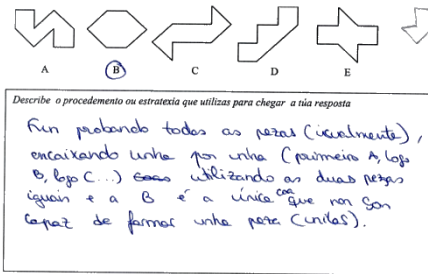 A B C D E
Describe o procedemento ou estratexia que utilizas para chegar a túa resposta
Fun probando todas as pezas (visualmente),
encaixando unha por unha (primeiro A, logo
B, logo C...) utilizando as duas pezas
iguais e a B é a única coa que non son
capaz de formar unha peza (unilas).